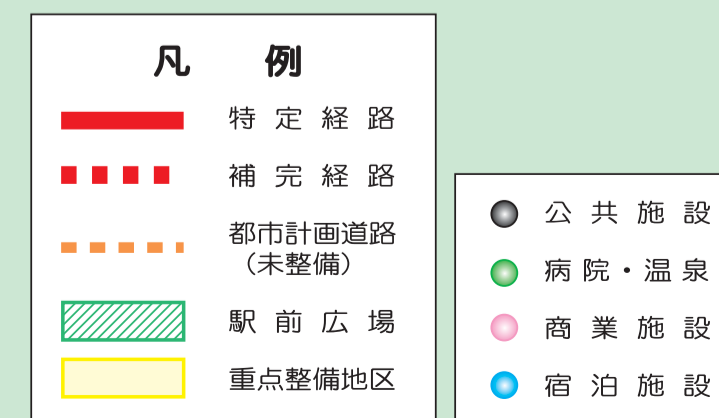 凡 例
特定経路
補完経路
都市計画道路
（未整備）
駅前広場
重点整備地区
公共施設
病院・温泉
商業施設
宿泊施設